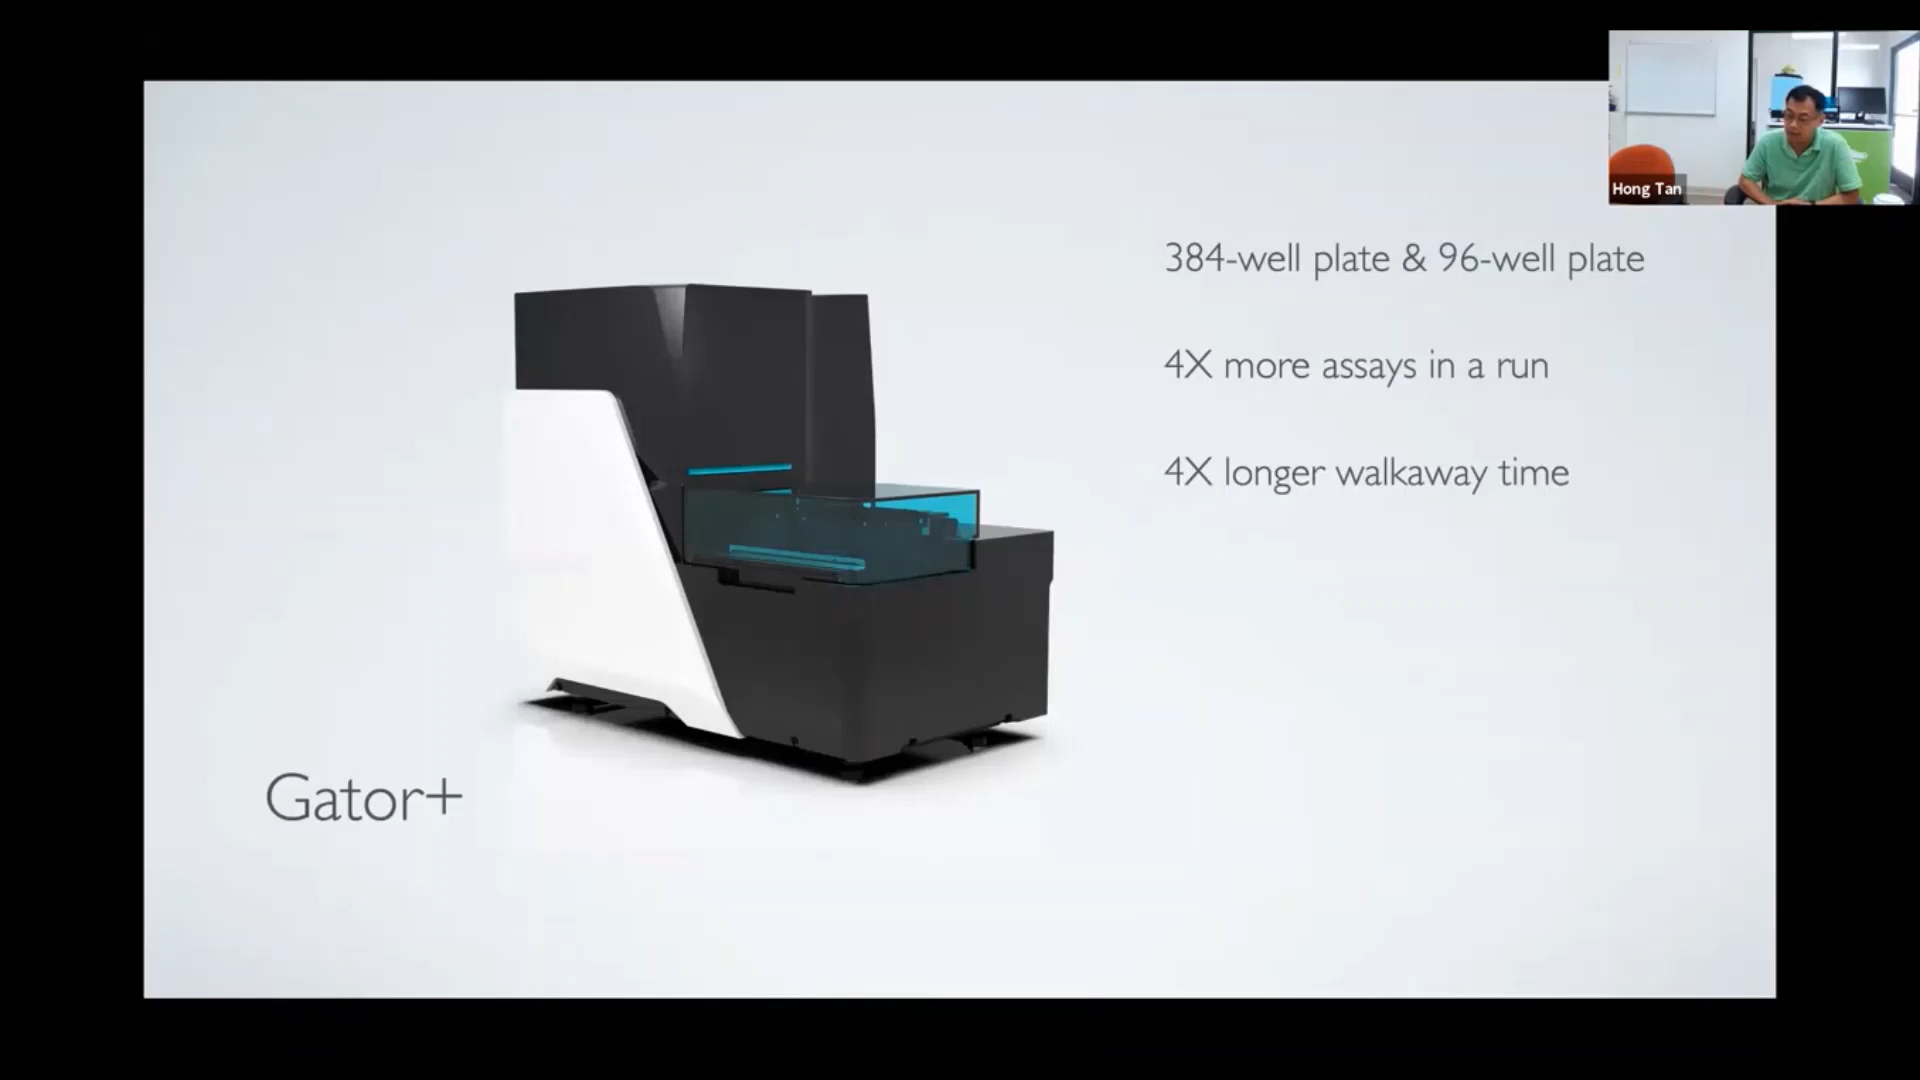 Hong Tan
384-well plate & 96-well plate
4X more assays in a run
4X longer walkaway time
Gator+